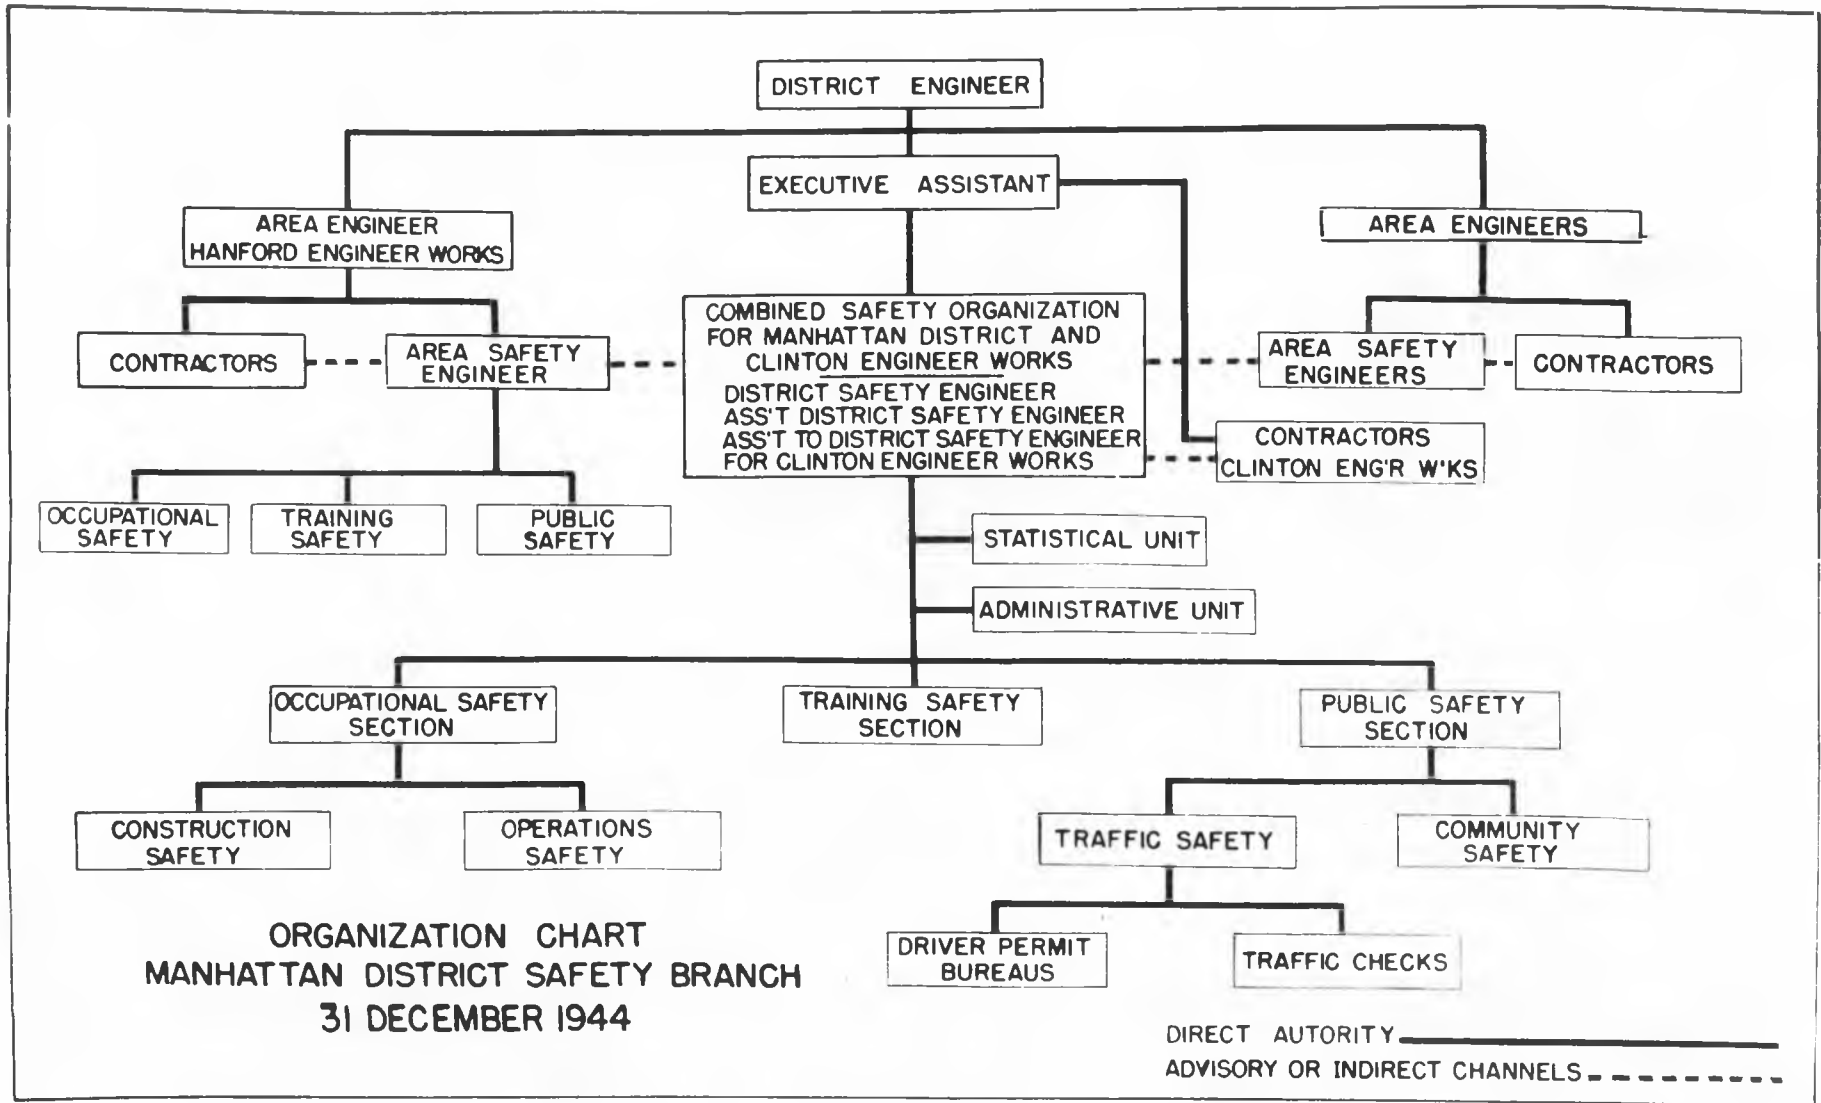 DISTRICT ENGINEER
EXECUTIVE ASSISTANT
AREA ENGINEER
HANFORD ENGINEER WORKS
AREA ENGINEERS
CONTRACTORS
AREA SAFETY
ENGINEER
COMBINED SAFETY ORGANIZATION
FOR MANHATTAN DISTRICT AND
CLINTON ENGINEER WORKS
DISTRICT SAFETY ENGINEER
ASS'T DISTRICT SAFETY ENGINEER
ASS'T TO DISTRICT SAFETY ENGINEER
FOR CLINTON ENGINEER WORKS
AREA SAFETY
ENGINEERS
CONTRACTORS
CONTRACTORS
CLINTON ENG'R W'KS
OCCUPATIONAL
SAFETY
TRAINING
SAFETY
PUBLIC
SAFETY
STATISTICAL UNIT
ADMINISTRATIVE UNIT
OCCUPATIONAL SAFETY
SECTION
TRAINING SAFETY
SECTION
PUBLIC SAFETY
SECTION
CONSTRUCTION
SAFETY
OPERATIONS
SAFETY
TRAFFIC SAFETY
COMMUNITY
SAFETY
DRIVER PERMIT
BUREAUS
TRAFFIC CHECKS
ORGANIZATION CHART
MANHATTAN DISTRICT SAFETY BRANCH
31 DECEMBER 1944
DIRECT AUTORITY
ADVISORY OR INDIRECT CHANNELS